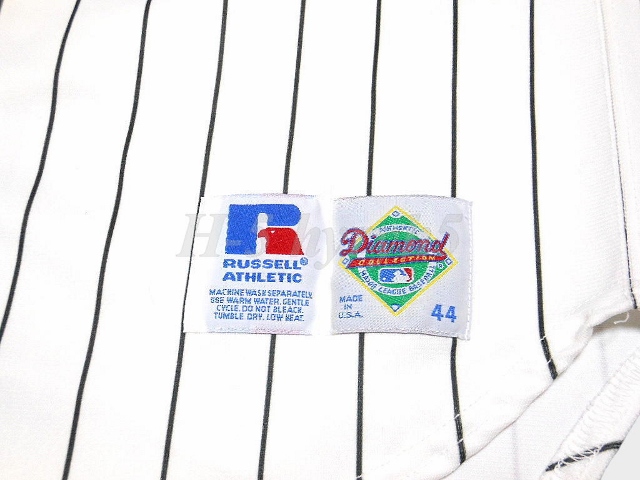 RUSSELL®
ATHLETIC
MACHINE WASH SEPARATELY.
USE WARM WATER, GENTLE
CYCLE. DO NOT BLEACH.
TUMBLE DRY. LOW HEAT.
AUTHENTIC
Diamond
COLLECTION
MAJOR LEAGUE BASEBALL
MADE
IN
U.S.A.
44